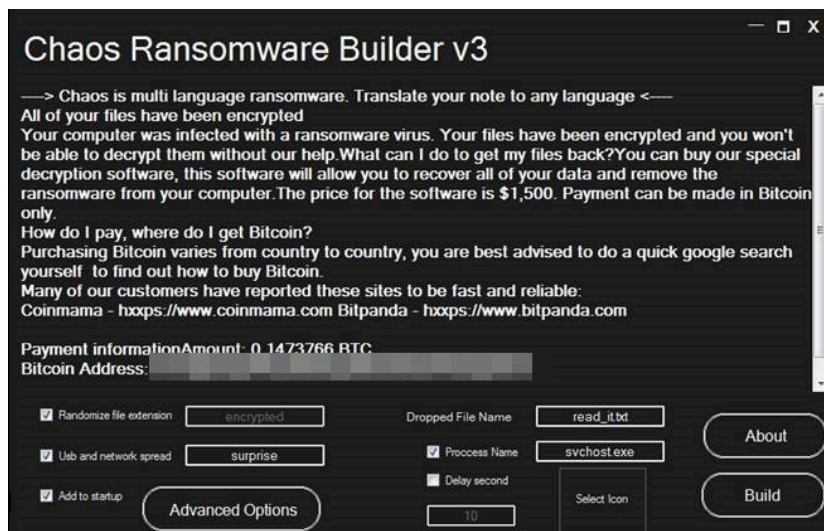 Chaos Ransomware Builder v3
----> Chaos is multi language ransomware. Translate your note to any language <----
All of your files have been encrypted
Your computer was infected with a ransomware virus. Your files have been encrypted and you won't
be able to decrypt them without our help.What can I do to get my files back?You can buy our special
decryption software, this software will allow you to recover all of your data and remove the
ransomware from your computer.The price for the software is $1,500. Payment can be made in Bitcoin
only.
How do I pay, where do I get Bitcoin?
Purchasing Bitcoin varies from country to country, you are best advised to do a quick google search
yourself  to find out how to buy Bitcoin.
Many of our customers have reported these sites to be fast and reliable:
Coinmama - hxxps://www.coinmama.com Bitpanda - hxxps://www.bitpanda.com
Payment informationAmount: 0.1473766 BTC
Bitcoin Address:
Randomize file extension encrypted Dropped File Name read_it.txt
Usb and network spread surprise Proccess Name svchost.exe
About
Add to startup Delay second
Advanced Options 10 Select Icon Build